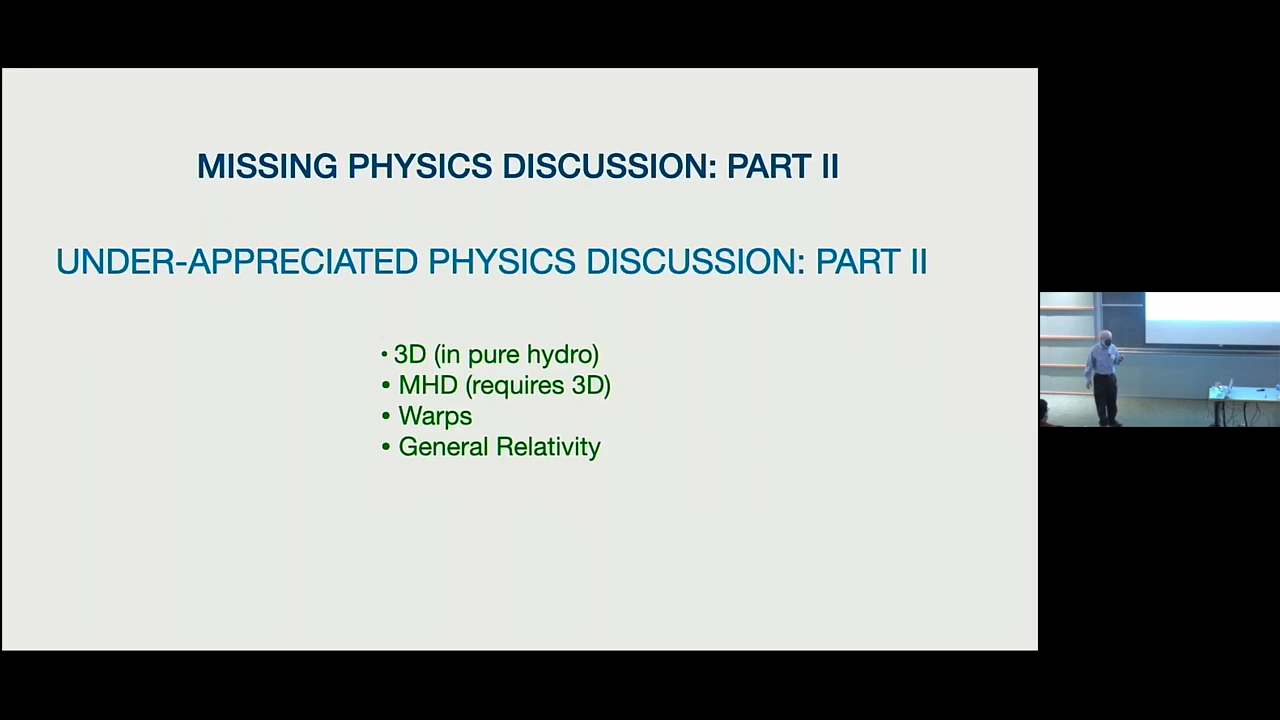 MISSING PHYSICS DISCUSSION: PART II
UNDER-APPRECIATED PHYSICS DISCUSSION: PART II
• 3D (in pure hydro)
• MHD (requires 3D)
• Warps
• General Relativity